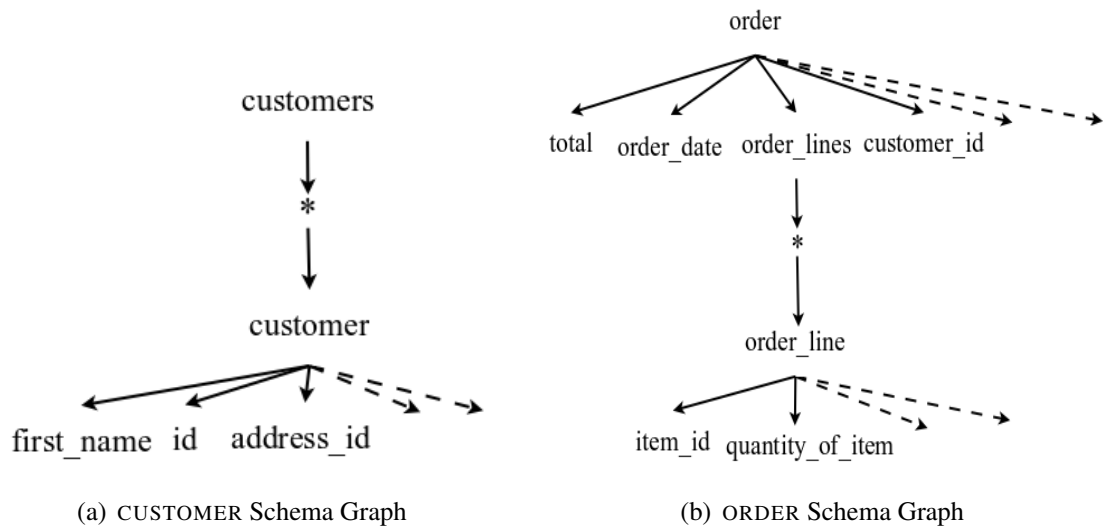 customers
*
customer
first_name id address_id
(a) CUSTOMER Schema Graph
order
total order_date order_lines customer_id
*
order_line
item_id quantity_of_item
(b) ORDER Schema Graph